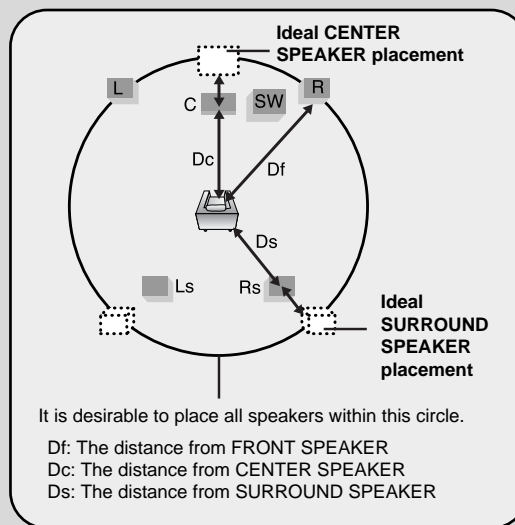 Ideal CENTER
SPEAKER placement
L
R
C
SW
Dc
Df
Ds
Ls
Rs
Ideal
SURROUND
SPEAKER
placement
It is desirable to place all speakers within this circle.
Df: The distance from FRONT SPEAKER
Dc: The distance from CENTER SPEAKER
Ds: The distance from SURROUND SPEAKER